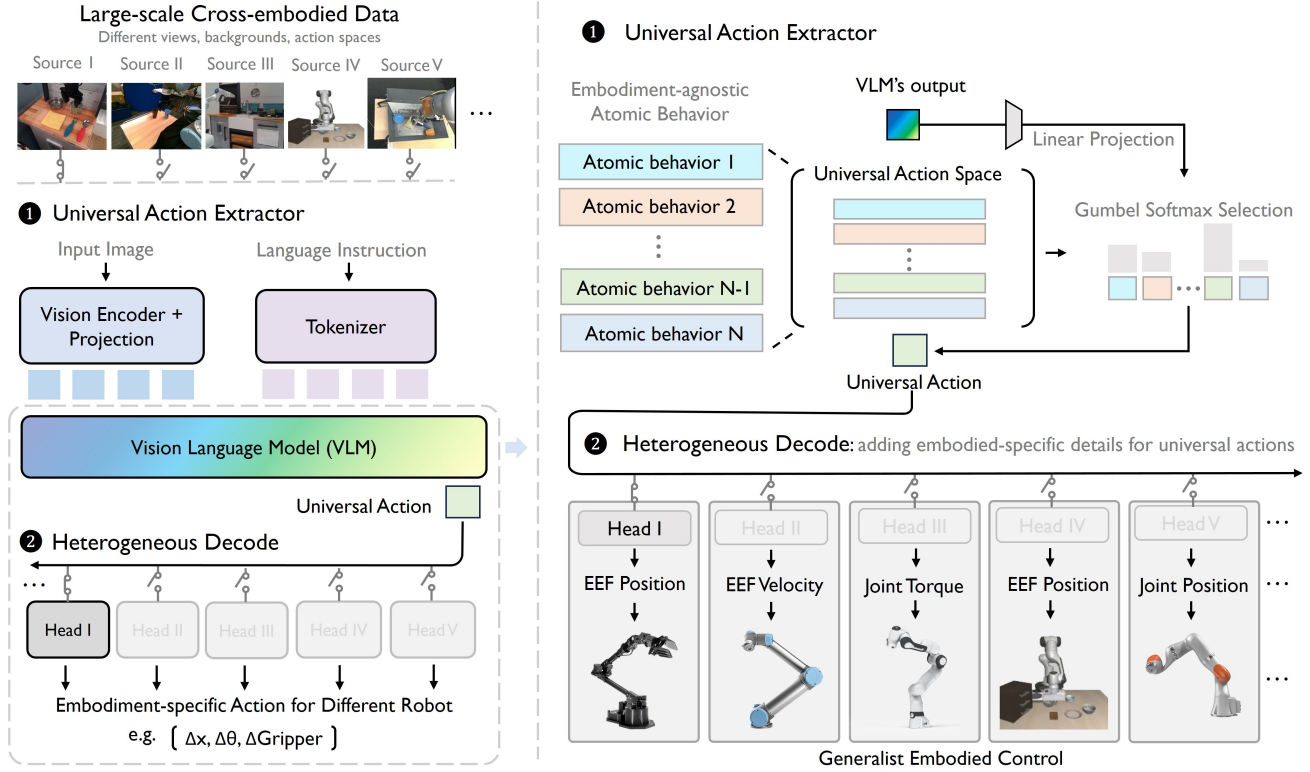 Large-scale Cross-embodied Data
Different views, backgrounds, action spaces
Source I
Source II
Source III
Source IV
Source V
...
❶ Universal Action Extractor
Input Image
Language Instruction
Vision Encoder +
Projection
Tokenizer
Vision Language Model (VLM)
Universal Action
❷ Heterogeneous Decode
...
Head I
Head II
Head III
Head IV
Head V
Embodiment-specific Action for Different Robot
e.g. [ Δx, Δθ, ΔGripper ]
❶ Universal Action Extractor
Embodiment-agnostic
Atomic Behavior
Atomic behavior 1
Atomic behavior 2
Atomic behavior N-1
Atomic behavior N
VLM's output
Linear Projection
Universal Action Space
Gumbel Softmax Selection
Universal Action
❷ Heterogeneous Decode: adding embodied-specific details for universal actions
Head I
Head II
Head III
Head IV
Head V
...
EEF Position
EEF Velocity
Joint Torque
EEF Position
Joint Position
...
...
Generalist Embodied Control